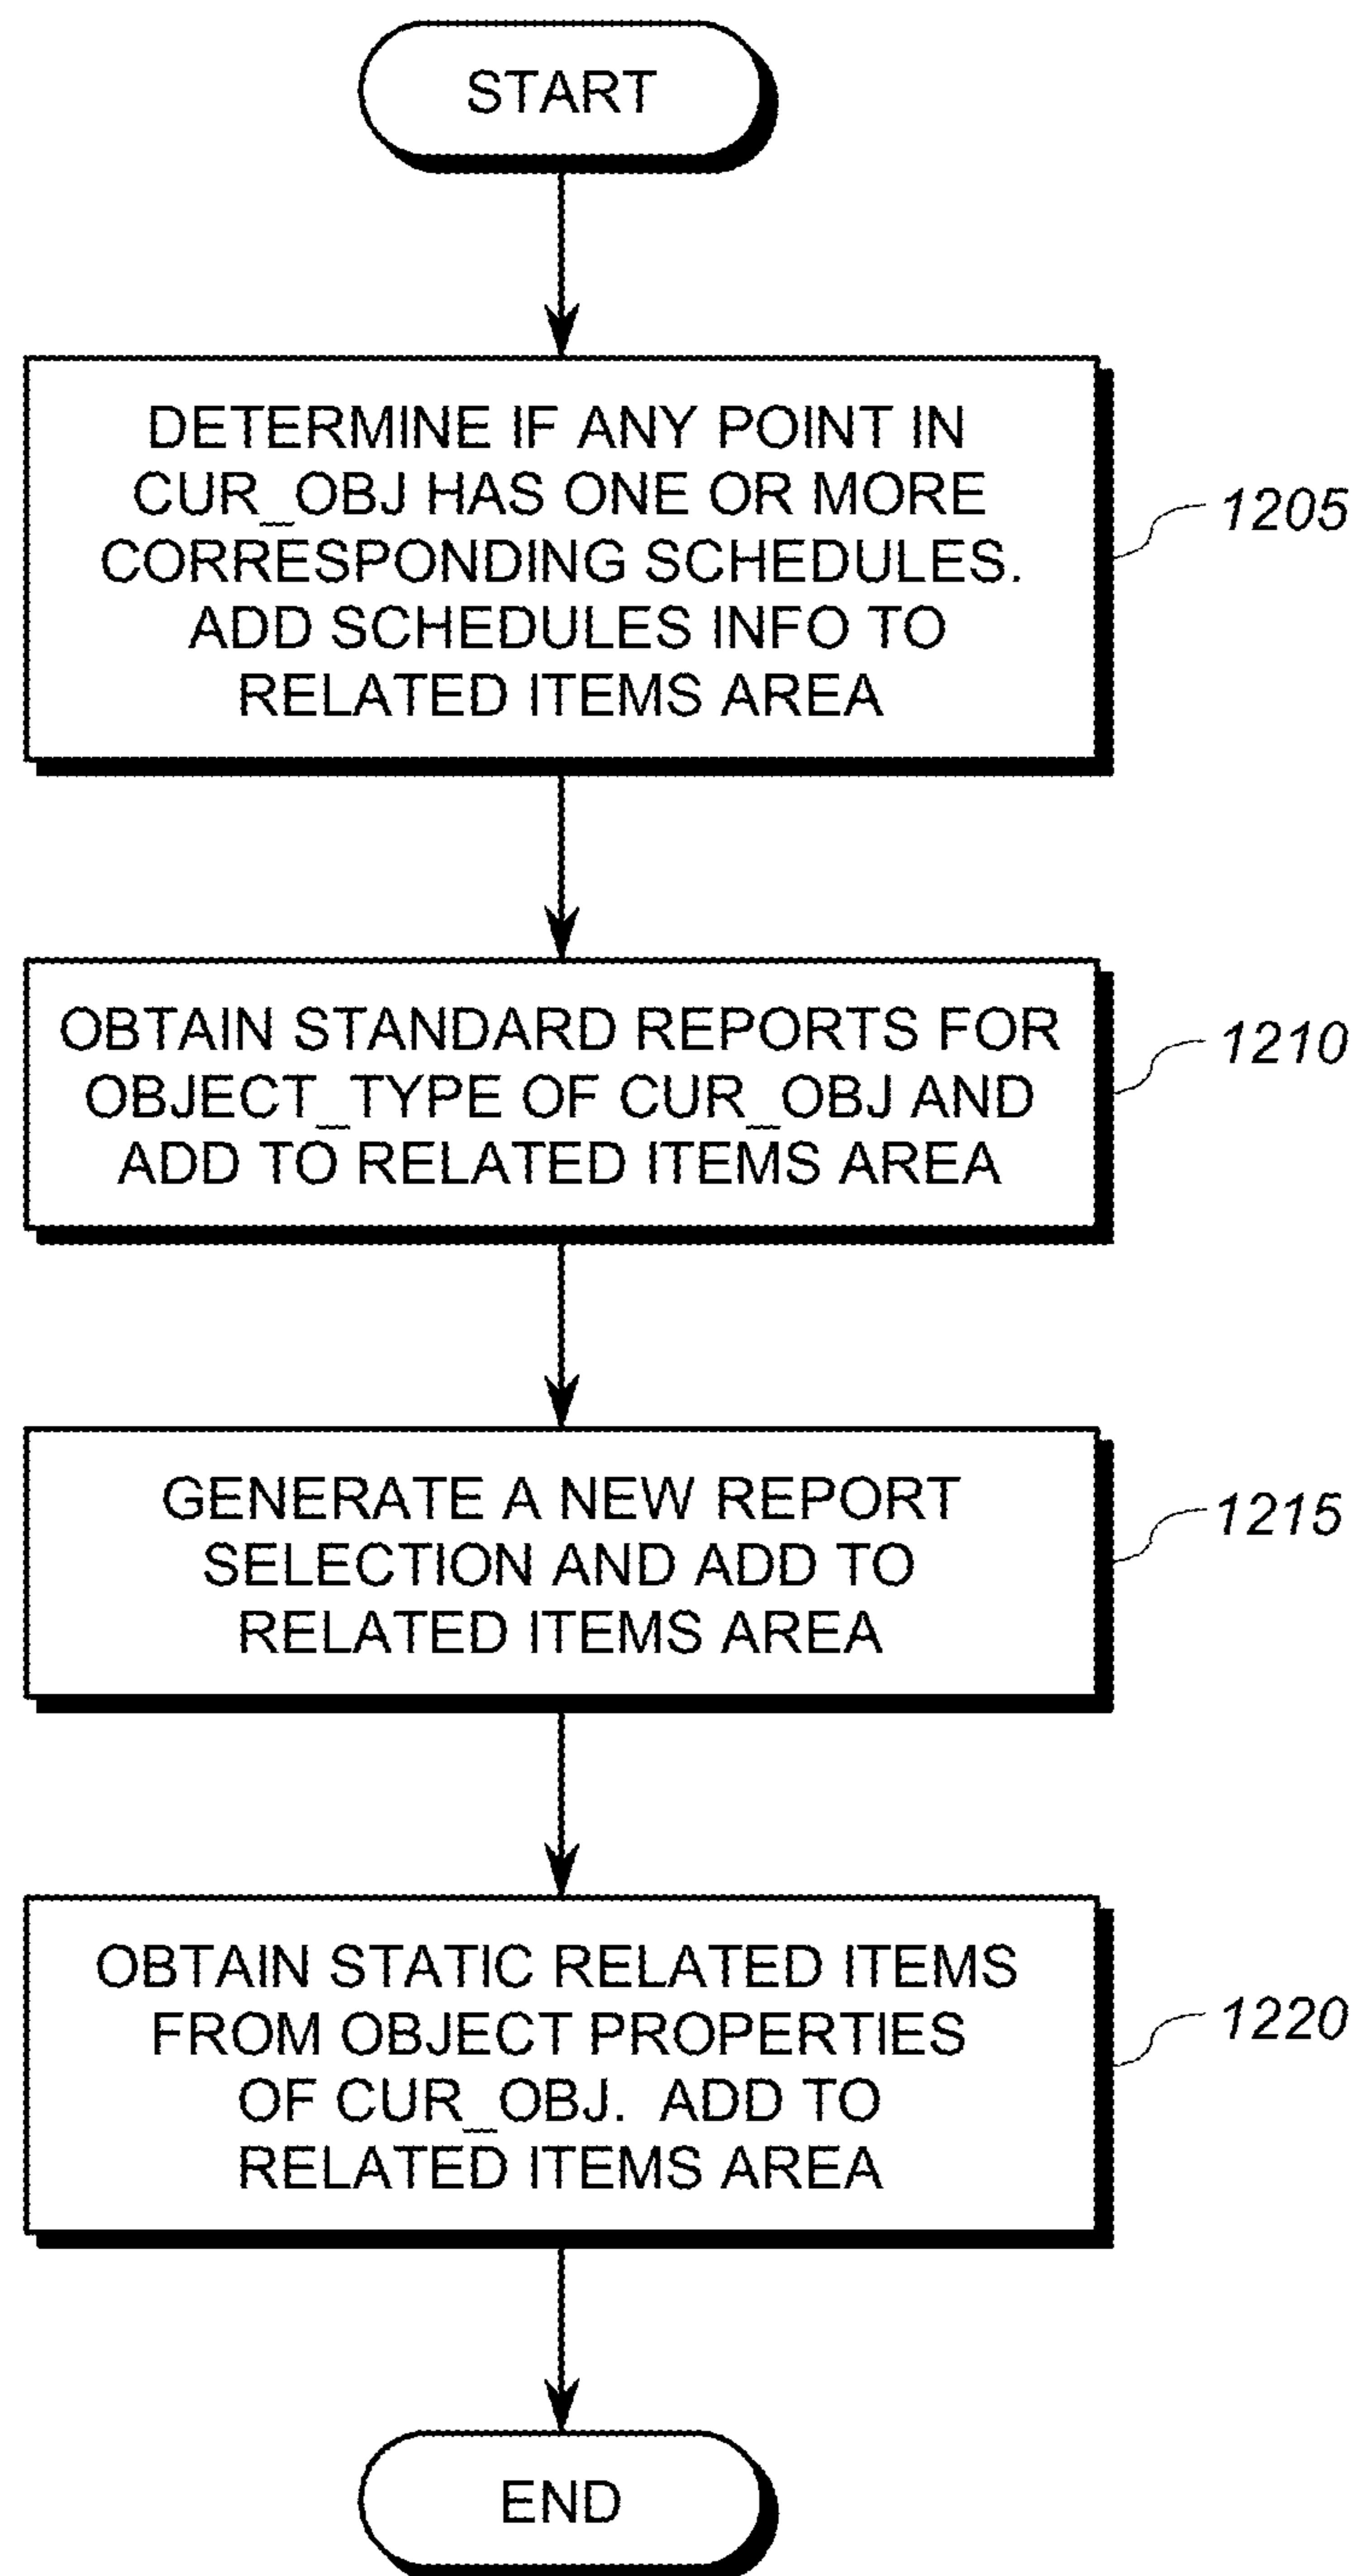 START
DETERMINE IF ANY POINT IN
CUR_OBJ HAS ONE OR MORE
CORRESPONDING SCHEDULES.
ADD SCHEDULES INFO TO
RELATED ITEMS AREA
1205
OBTAIN STANDARD REPORTS FOR
OBJECT_TYPE OF CUR_OBJ AND
ADD TO RELATED ITEMS AREA
1210
GENERATE A NEW REPORT
SELECTION AND ADD TO
RELATED ITEMS AREA
1215
OBTAIN STATIC RELATED ITEMS
FROM OBJECT PROPERTIES
OF CUR_OBJ. ADD TO
RELATED ITEMS AREA
1220
END